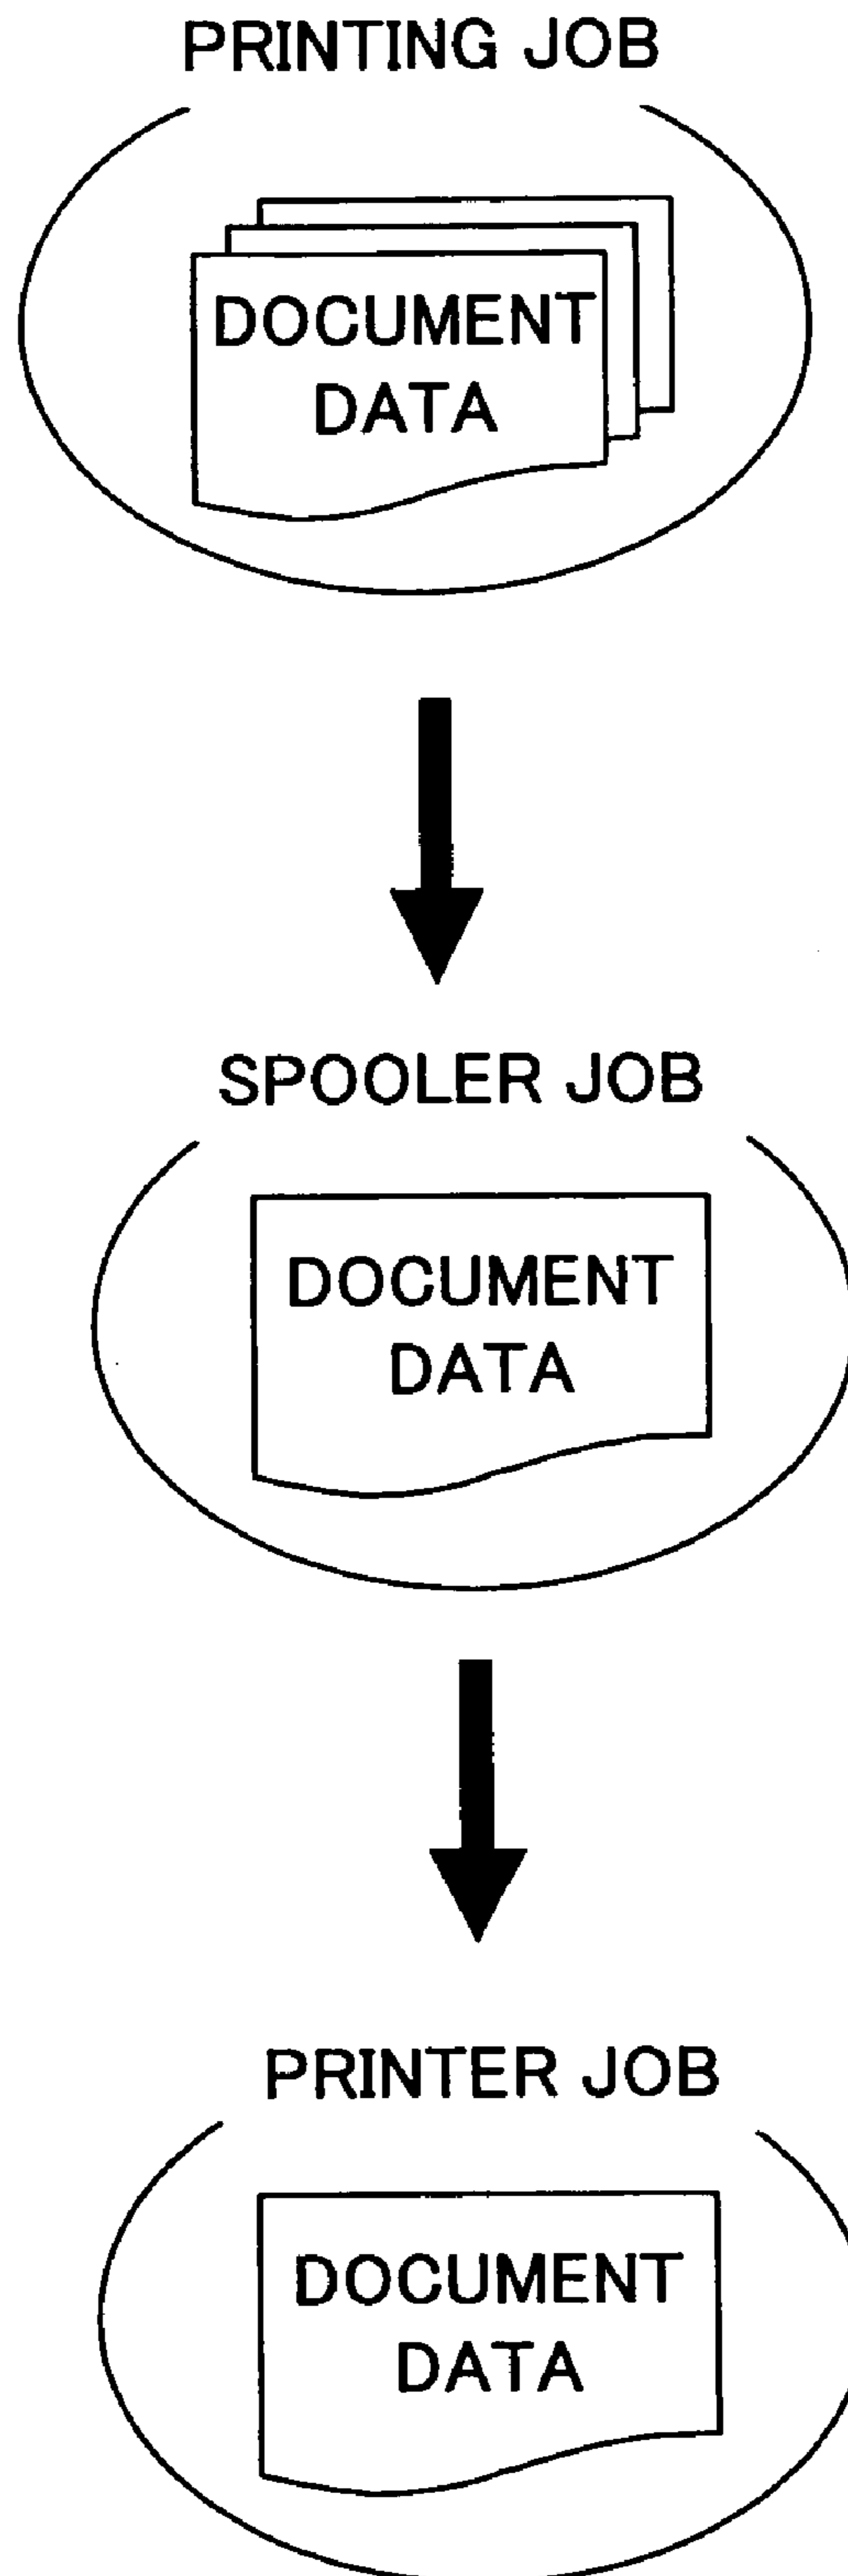 PRINTING JOB
DOCUMENT
DATA
SPOOLER JOB
DOCUMENT
DATA
PRINTER JOB
DOCUMENT
DATA